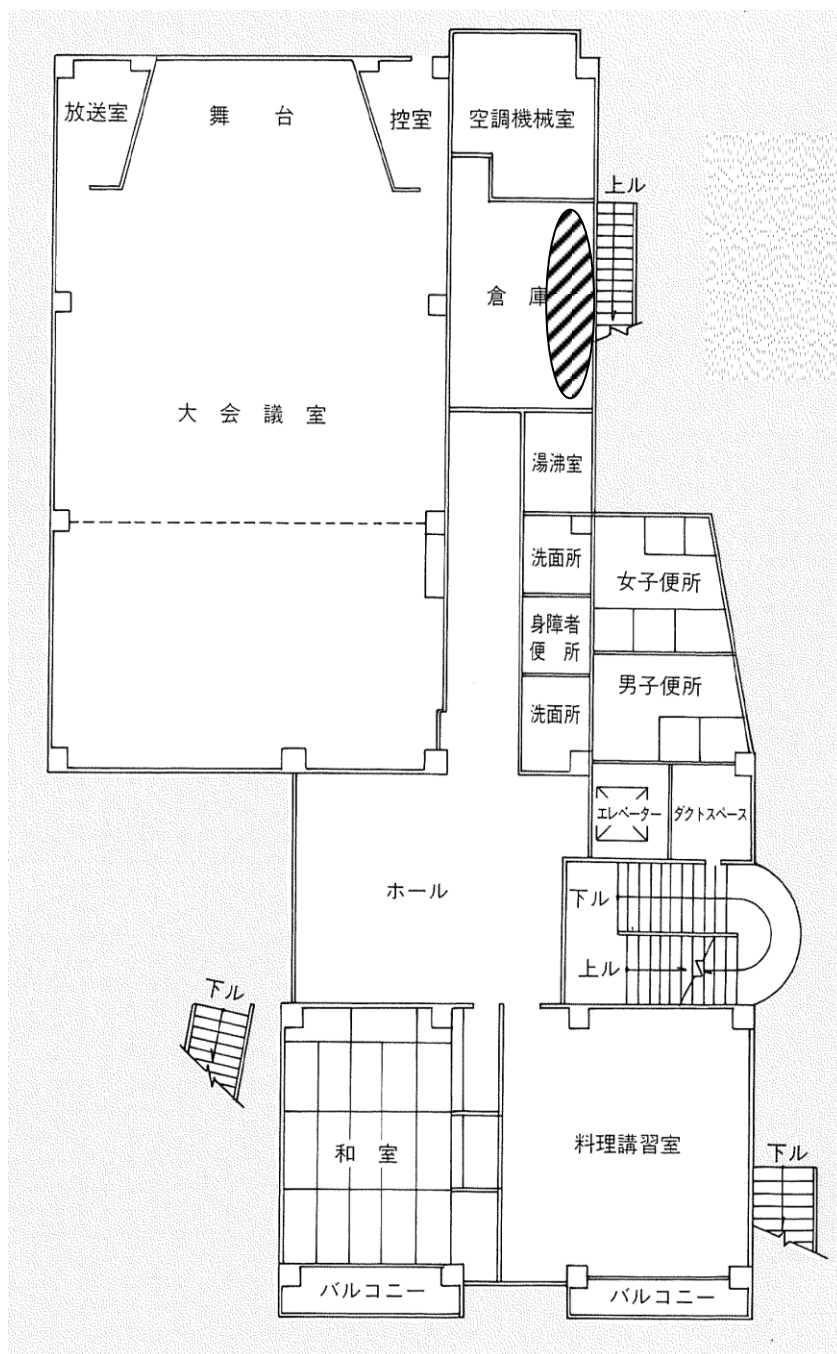 放送室
舞台
控室
空調機械室
上ル
倉庫
大会議室
湯沸室
洗面所
女子便所
身障者
便所
男子便所
洗面所
エレベーター
ダクトスペース
ホール
下ル
上ル
下ル
和室
料理講習室
下ル
バルコニー
バルコニー